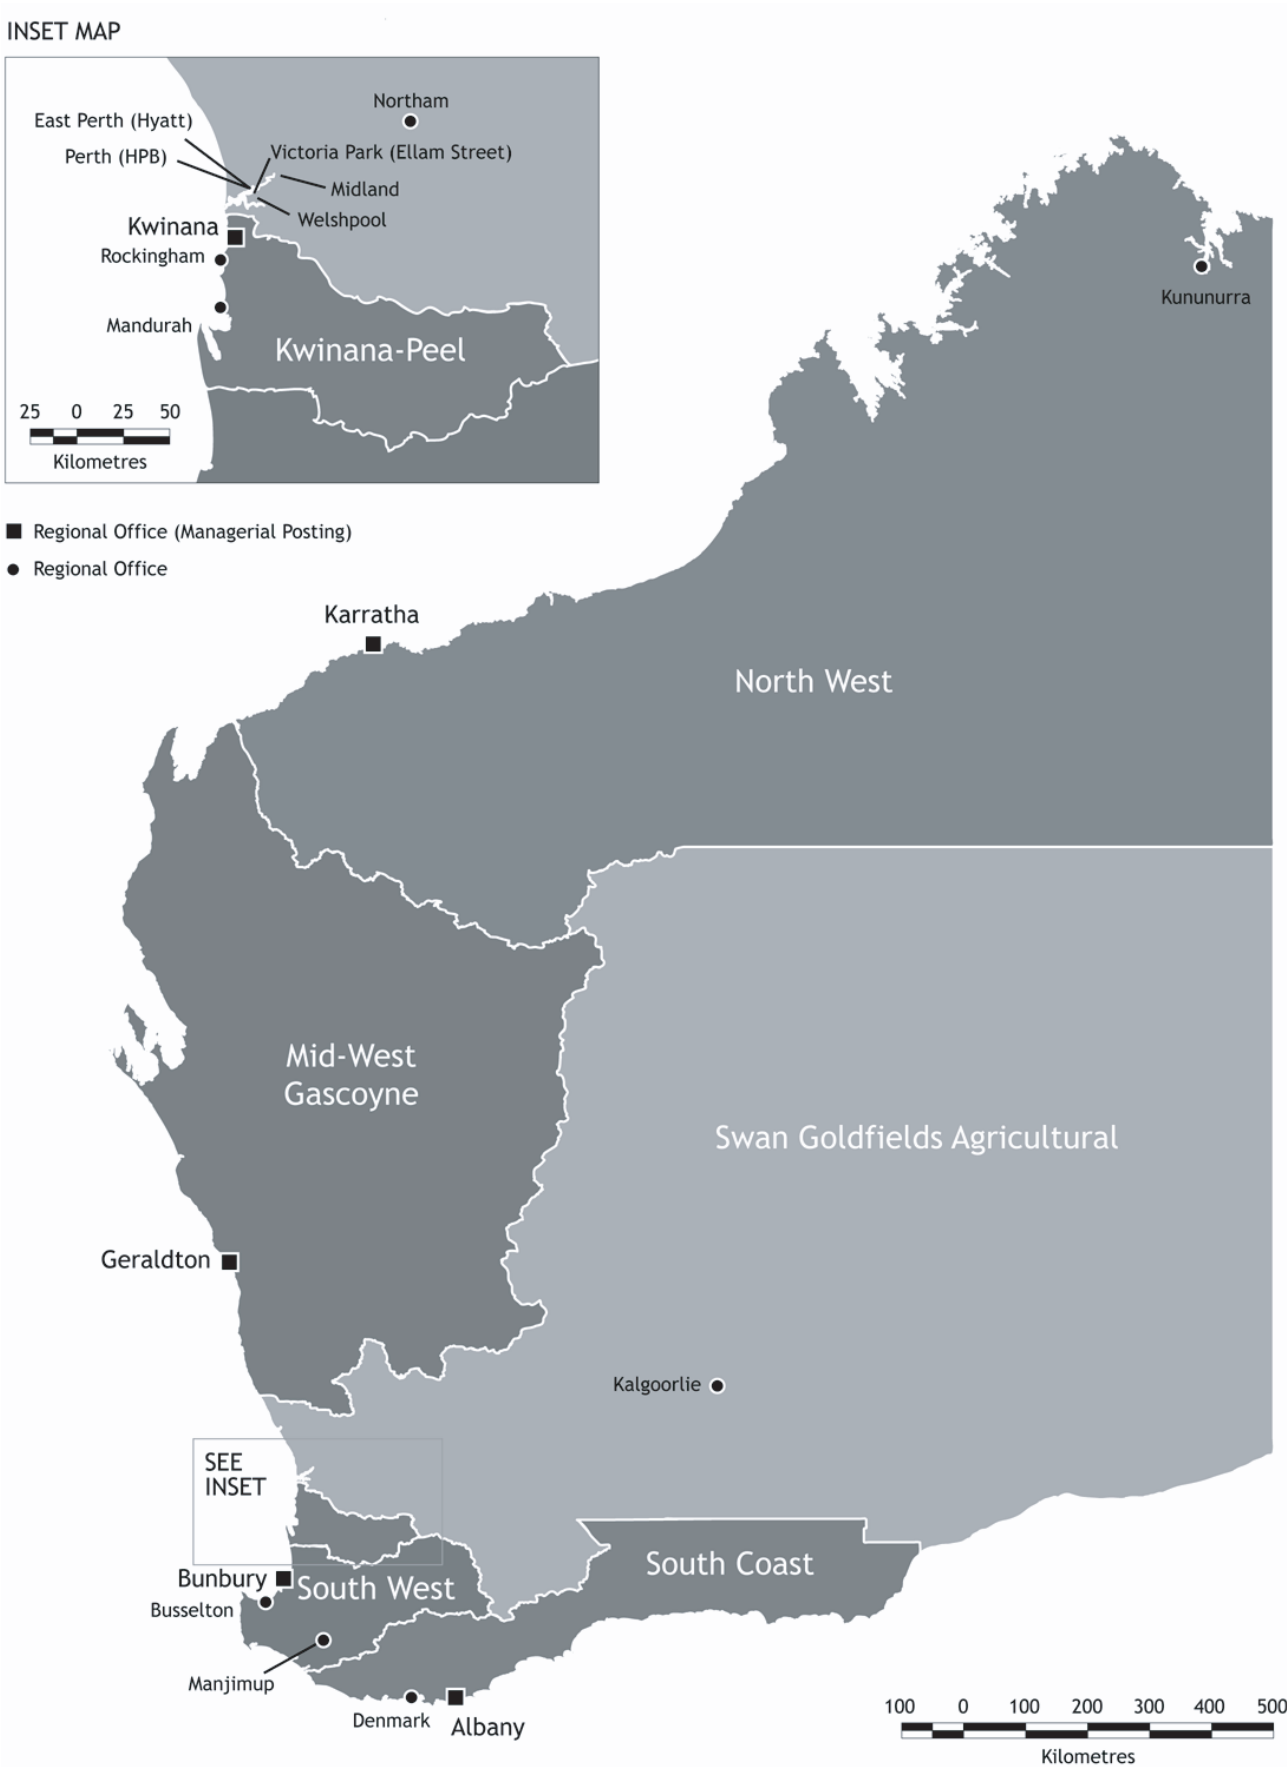 INSET MAP
Northam
East Perth (Hyatt)
Perth (HPB)
Victoria Park (Ellam Street)
Midland
Welshpool
Kwinana
Rockingham
Mandurah
Kwinana-Peel
25 0 25 50
Kilometres
Regional Office (Managerial Posting)
Regional Office
Kununurra
Karratha
North West
Mid-West
Gascoyne
Swan Goldfields Agricultural
Geraldton
Kalgoorlie
SEE
INSET
South Coast
Bunbury
South West
Busselton
Manjimup
Denmark
Albany
100 0 100 200 300 400 500
Kilometres